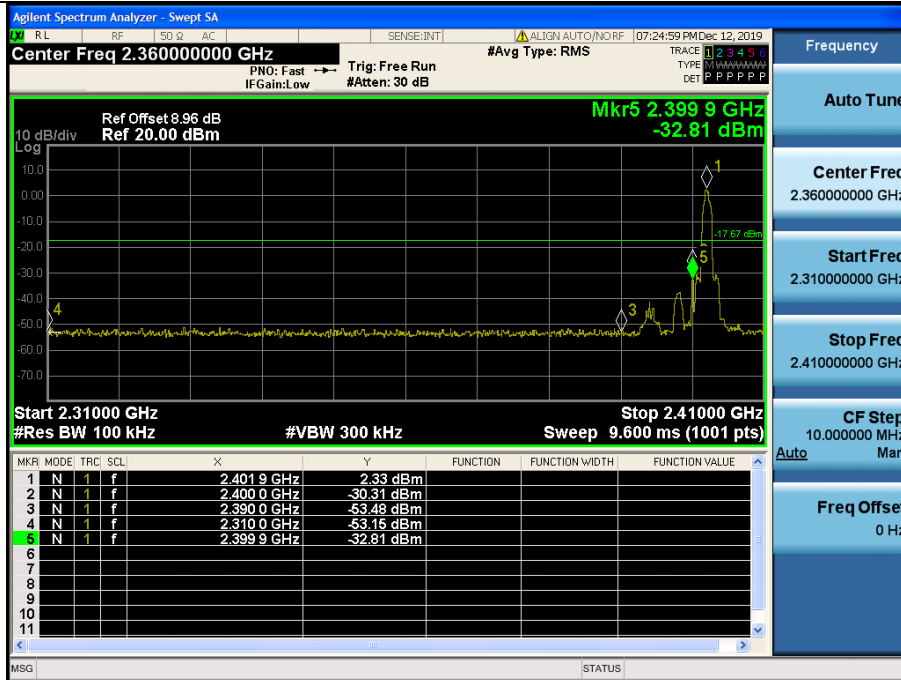 Agilent Spectrum Analyzer - Swept SA
LXI RL RF 50 Ω AC SENSE:INT ALIGN AUTO/NO RF 07:24:59 PM Dec 12, 2019
Center Freq 2.360000000 GHz
#Avg Type: RMS
TRACE 1 2 3 4 5 6
TYPE M W W W W W
DET P P P P P P
PNO: Fast
IFGain:Low
Trig: Free Run
#Atten: 30 dB
Mkr5 2.399 9 GHz
-32.81 dBm
Ref Offset 8.96 dB
Ref 20.00 dBm
10 dB/div
Log
10.0
0.00
-10.0
-20.0
-30.0
-40.0
-50.0
-60.0
-70.0
1
-17.67 dBm
5
4
3
Start 2.31000 GHz
Stop 2.41000 GHz
#Res BW 100 kHz
#VBW 300 kHz
Sweep 9.600 ms (1001 pts)
MKR MODE TRC SCL X Y FUNCTION FUNCTION WIDTH FUNCTION VALUE
1 N 1 f 2.401 9 GHz 2.33 dBm
2 N 1 f 2.400 0 GHz -30.31 dBm
3 N 1 f 2.390 0 GHz -53.48 dBm
4 N 1 f 2.310 0 GHz -53.15 dBm
5 N 1 f 2.399 9 GHz -32.81 dBm
6
7
8
9
10
11
MSG
STATUS
Frequency
Auto Tune
Center Freq
2.360000000 GHz
Start Freq
2.310000000 GHz
Stop Freq
2.410000000 GHz
CF Step
10.000000 MHz
Auto Man
Freq Offset
0 Hz